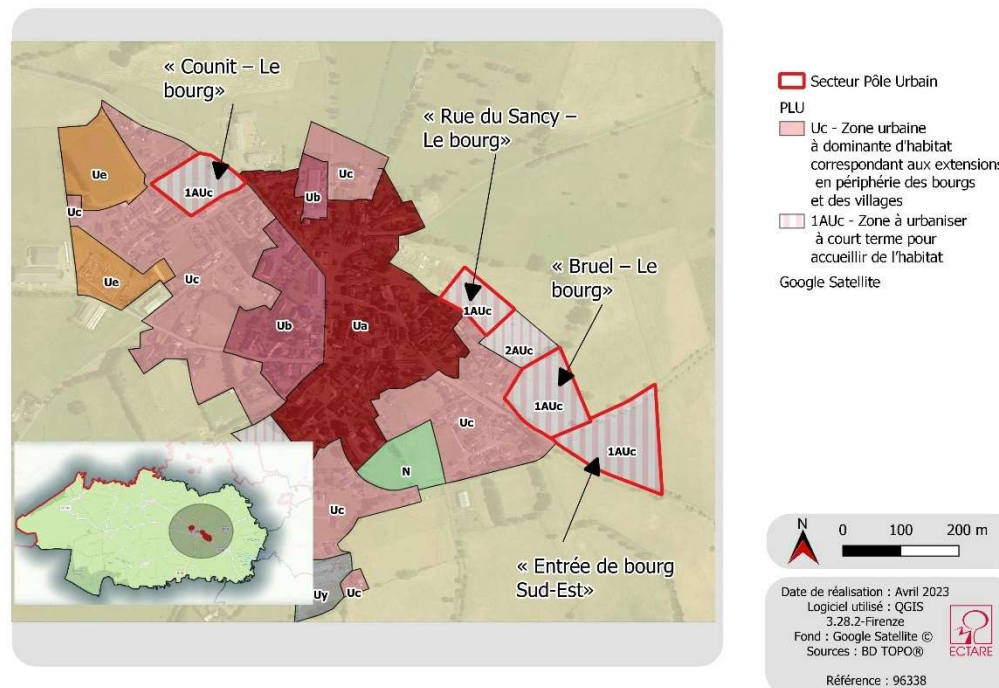 « Counit – Le
bourg»
« Rue du Sancy –
Le bourg»
« Bruel – Le
bourg»
Ue
1AUc
Uc
Ub
Uc
Ue
Uc
Ub
Ua
1AUc
2AUc
1AUc
Uc
1AUc
N
Uc
Uy
Uc
« Entrée de bourg
Sud-Est»
Secteur Pôle Urbain
PLU
Uc - Zone urbaine
à dominante d'habitat
correspondant aux extensions
en périphérie des bourgs
et des villages
1AUc - Zone à urbaniser
à court terme pour
accueillir de l'habitat
Google Satellite
N
0 100 200 m
Date de réalisation : Avril 2023
Logiciel utilisé : QGIS
3.28.2-Firenze
Fond : Google Satellite ©
Sources : BD TOPO®
Référence : 96338
ECTARE